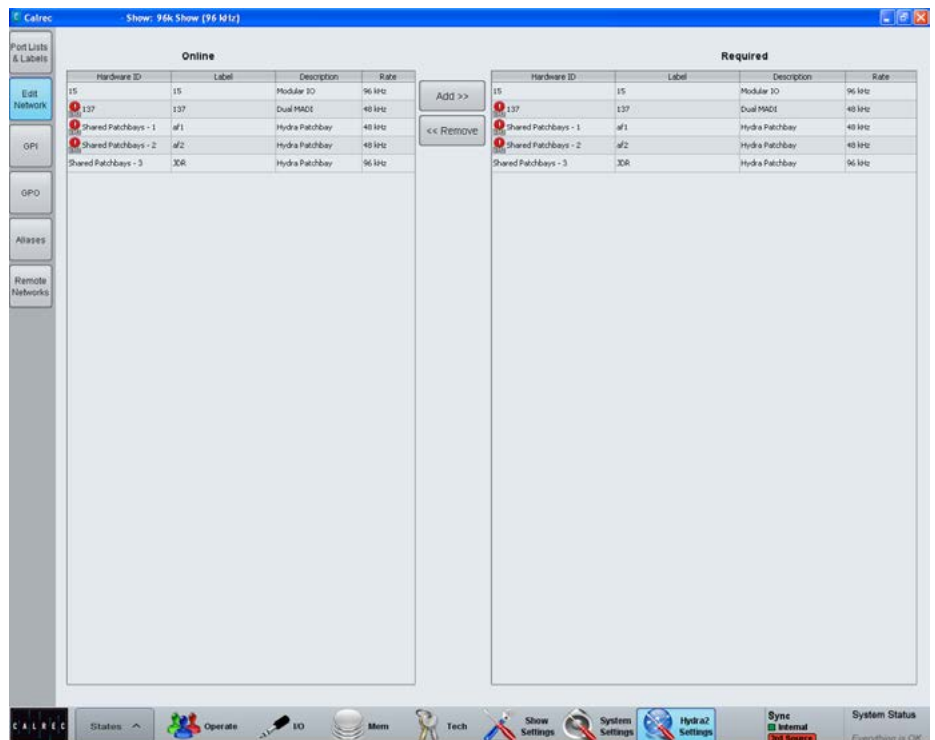 Calrec - Show: 96k Show (96 kHz)
Port Lists
& Labels
Edit
Network
GPI
GPO
Aliases
Remote
Networks
Online
Hardware ID Label Description Rate
15 15 Modular IO 96 kHz
137 137 Dual MADI 48 kHz
Shared Patchbays - 1 af1 Hydra Patchbay 48 kHz
Shared Patchbays - 2 af2 Hydra Patchbay 48 kHz
Shared Patchbays - 3 JDR Hydra Patchbay 96 kHz
Add >>
<< Remove
Required
Hardware ID Label Description Rate
15 15 Modular IO 96 kHz
137 137 Dual MADI 48 kHz
Shared Patchbays - 1 af1 Hydra Patchbay 48 kHz
Shared Patchbays - 2 af2 Hydra Patchbay 48 kHz
Shared Patchbays - 3 JDR Hydra Patchbay 96 kHz
CALREC
States
Operate
I/O
Mem
Tech
Show
Settings
System
Settings
Hydra2
Settings
Sync
Internal
3rd Source
System Status
Everything is OK